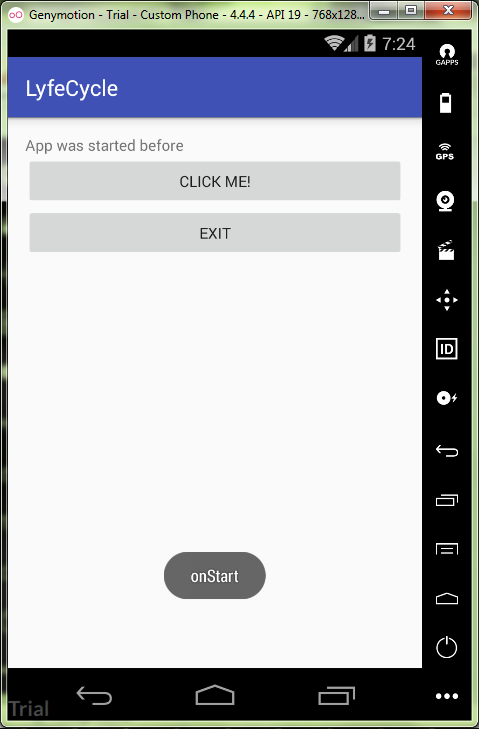 Genymotion - Trial - Custom Phone - 4.4.4 - API 19 - 768x128...
7:24
GAPPS
LyfeCycle
App was started before
GPS
CLICK ME!
EXIT
ID
onStart
Trial